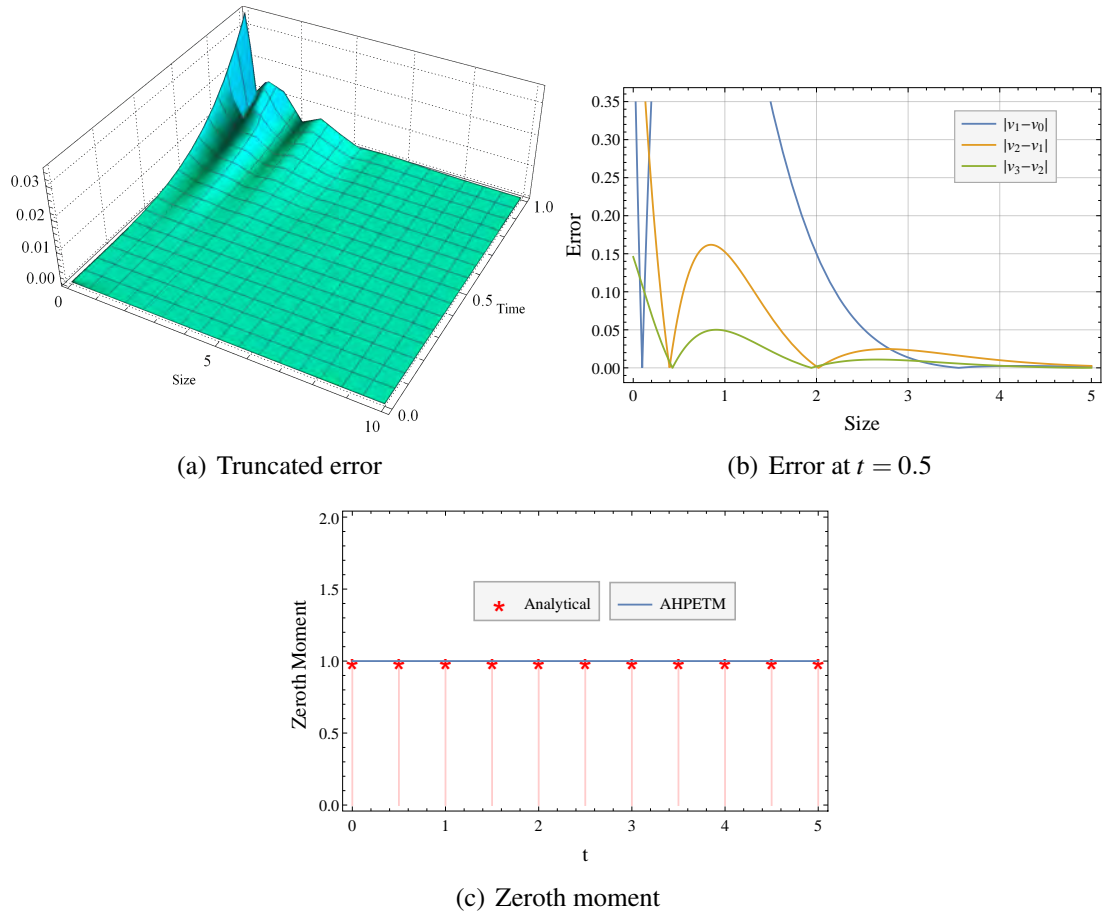 0.03
0.02
0.01
0.00
0
5
10
Size
0.0
0.5
1.0
Time
(a) Truncated error
0.35
0.30
0.25
0.20
0.15
0.10
0.05
0.00
Error
0 1 2 3 4 5
Size
|v₁−v₀|
|v₂−v₁|
|v₃−v₂|
(b) Error at t = 0.5
2.0
1.5
1.0
0.5
0.0
Zeroth Moment
* Analytical
AHPETM
0 1 2 3 4 5
t
(c) Zeroth moment